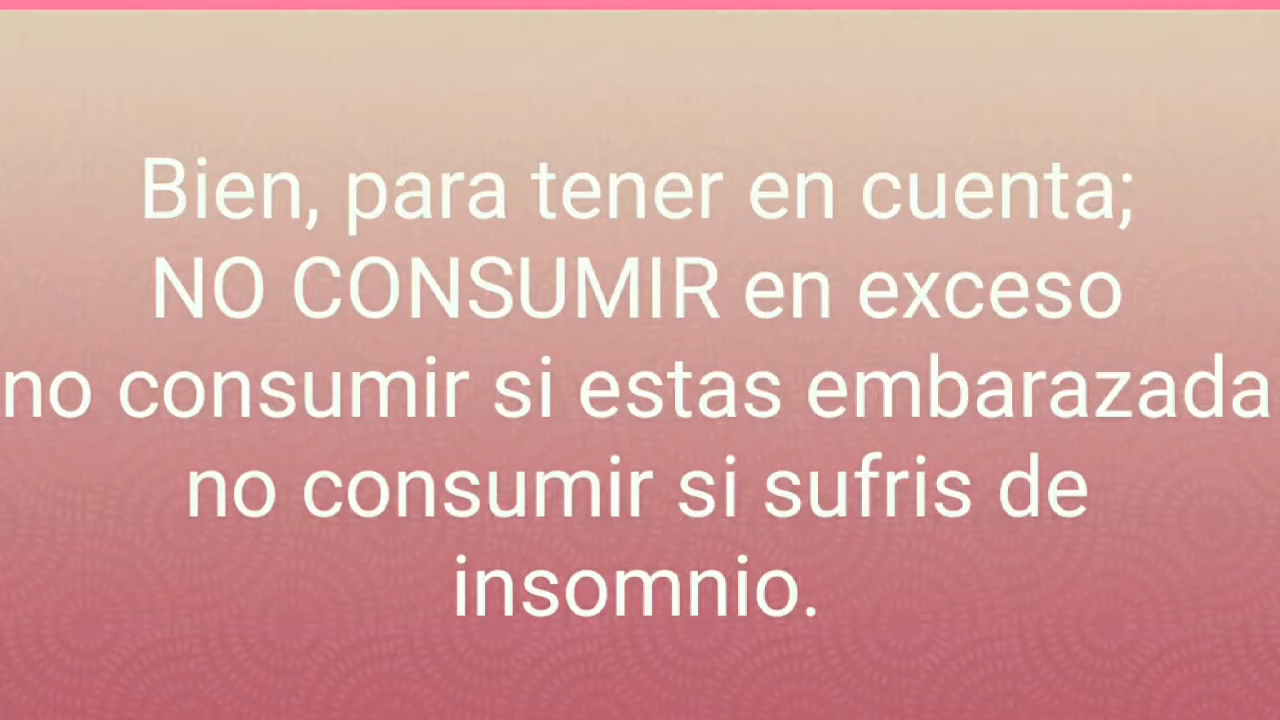 Bien, para tener en cuenta;
NO CONSUMIR en exceso
no consumir si estas embarazada
no consumir si sufris de
insomnio.